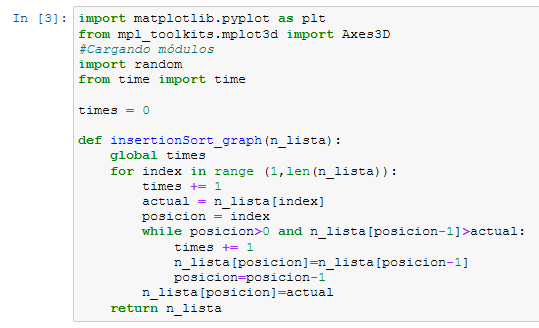 In [3]: import matplotlib.pyplot as plt
from mpl_toolkits.mplot3d import Axes3D
#Cargando módulos
import random
from time import time

times = 0

def insertionSort_graph(n_lista):
    global times
    for index in range (1,len(n_lista)):
        times += 1
        actual = n_lista[index]
        posicion = index
        while posicion>0 and n_lista[posicion-1]>actual:
            times += 1
            n_lista[posicion]=n_lista[posicion-1]
            posicion=posicion-1
        n_lista[posicion]=actual
    return n_lista